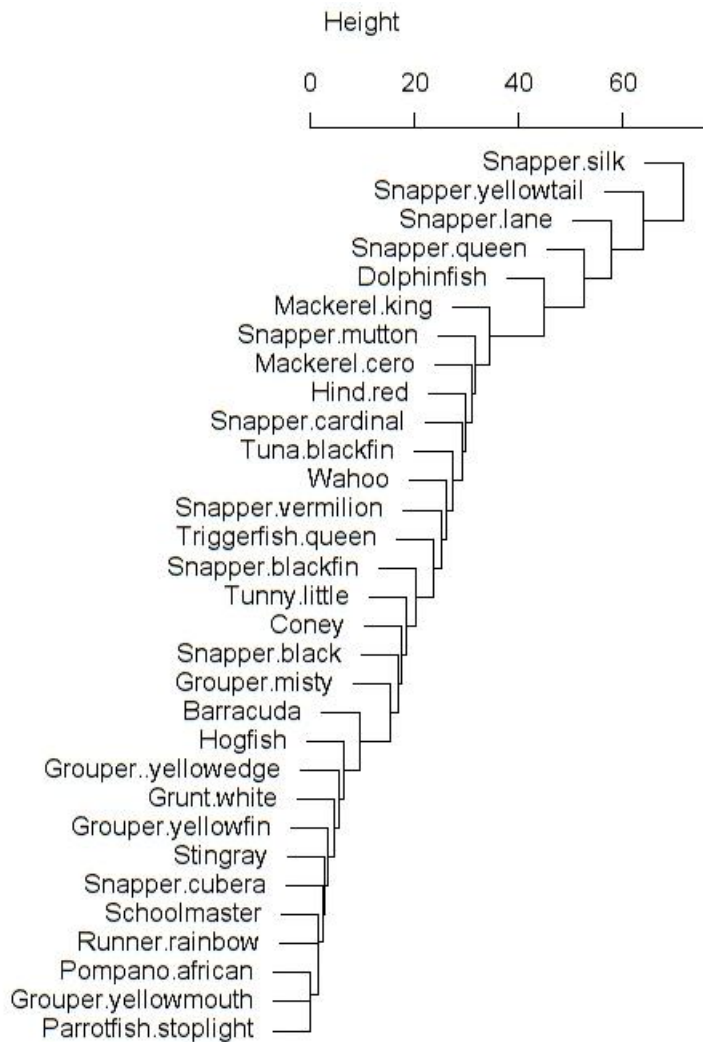 Height
0 20 40 60
Snapper.silk
Snapper.yellowtail
Snapper.lane
Snapper.queen
Dolphinfish
Mackerel.king
Snapper.mutton
Mackerel.cero
Hind.red
Snapper.cardinal
Tuna.blackfin
Wahoo
Snapper.vermilion
Triggerfish.queen
Snapper.blackfin
Tunny.little
Coney
Snapper.black
Grouper.misty
Barracuda
Hogfish
Grouper..yellowedge
Grunt.white
Grouper.yellowfin
Stingray
Snapper.cubera
Schoolmaster
Runner.rainbow
Pompano.african
Grouper.yellowmouth
Parrotfish.stoplight